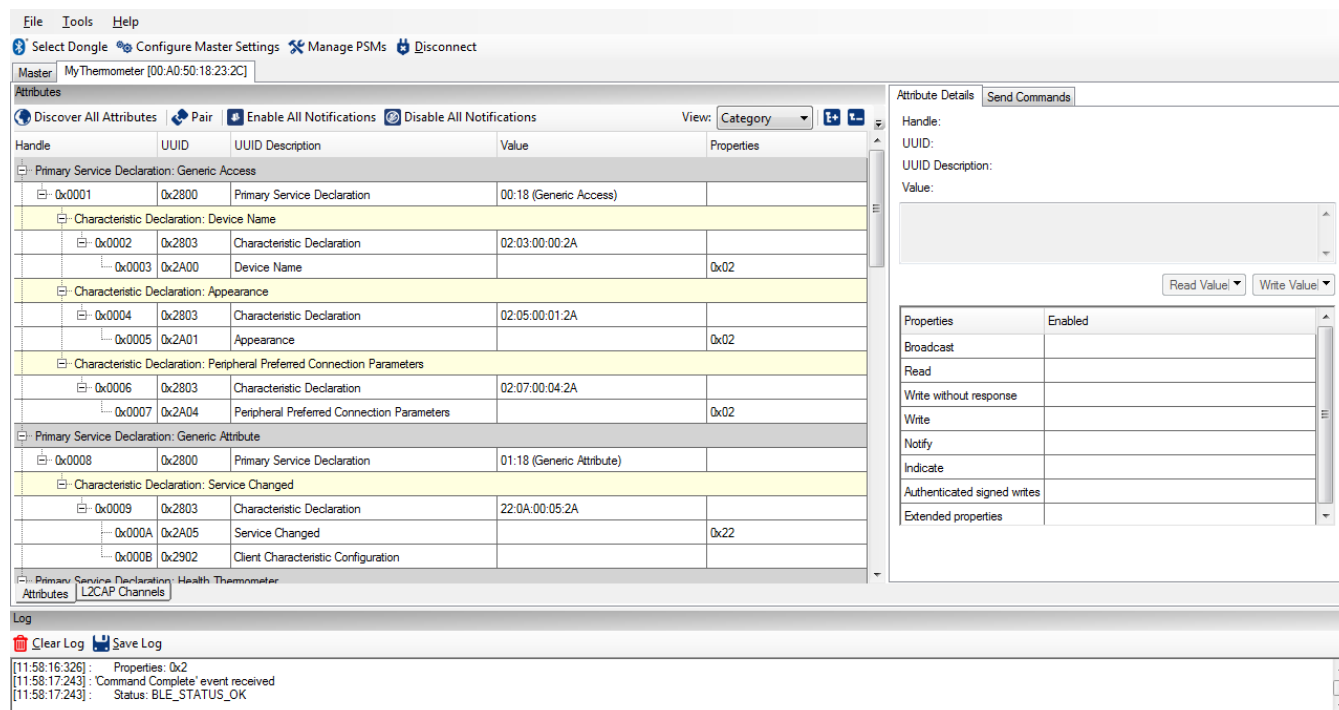 File Tools Help
Select Dongle Configure Master Settings Manage PSMs Disconnect
Master MyThermometer [00:A0:50:18:23:2C]
Attributes
Discover All Attributes Pair Enable All Notifications Disable All Notifications View: Category
Handle UUID UUID Description Value Properties
Primary Service Declaration: Generic Access
0x0001 0x2800 Primary Service Declaration 00:18 (Generic Access)
Characteristic Declaration: Device Name
0x0002 0x2803 Characteristic Declaration 02:03:00:00:2A
0x0003 0x2A00 Device Name 0x02
Characteristic Declaration: Appearance
0x0004 0x2803 Characteristic Declaration 02:05:00:01:2A
0x0005 0x2A01 Appearance 0x02
Characteristic Declaration: Peripheral Preferred Connection Parameters
0x0006 0x2803 Characteristic Declaration 02:07:00:04:2A
0x0007 0x2A04 Peripheral Preferred Connection Parameters 0x02
Primary Service Declaration: Generic Attribute
0x0008 0x2800 Primary Service Declaration 01:18 (Generic Attribute)
Characteristic Declaration: Service Changed
0x0009 0x2803 Characteristic Declaration 22:0A:00:05:2A
0x000A 0x2A05 Service Changed 0x22
0x000B 0x2902 Client Characteristic Configuration
Primary Service Declaration: Health Thermometer
Attributes L2CAP Channels
Attribute Details Send Commands
Handle:
UUID:
UUID Description:
Value:
Read Value Write Value
Properties Enabled
Broadcast
Read
Write without response
Write
Notify
Indicate
Authenticated signed writes
Extended properties
Log
Clear Log Save Log
[11:58:16:326] : Properties: 0x2
[11:58:17:243] : 'Command Complete' event received
[11:58:17:243] : Status: BLE_STATUS_OK